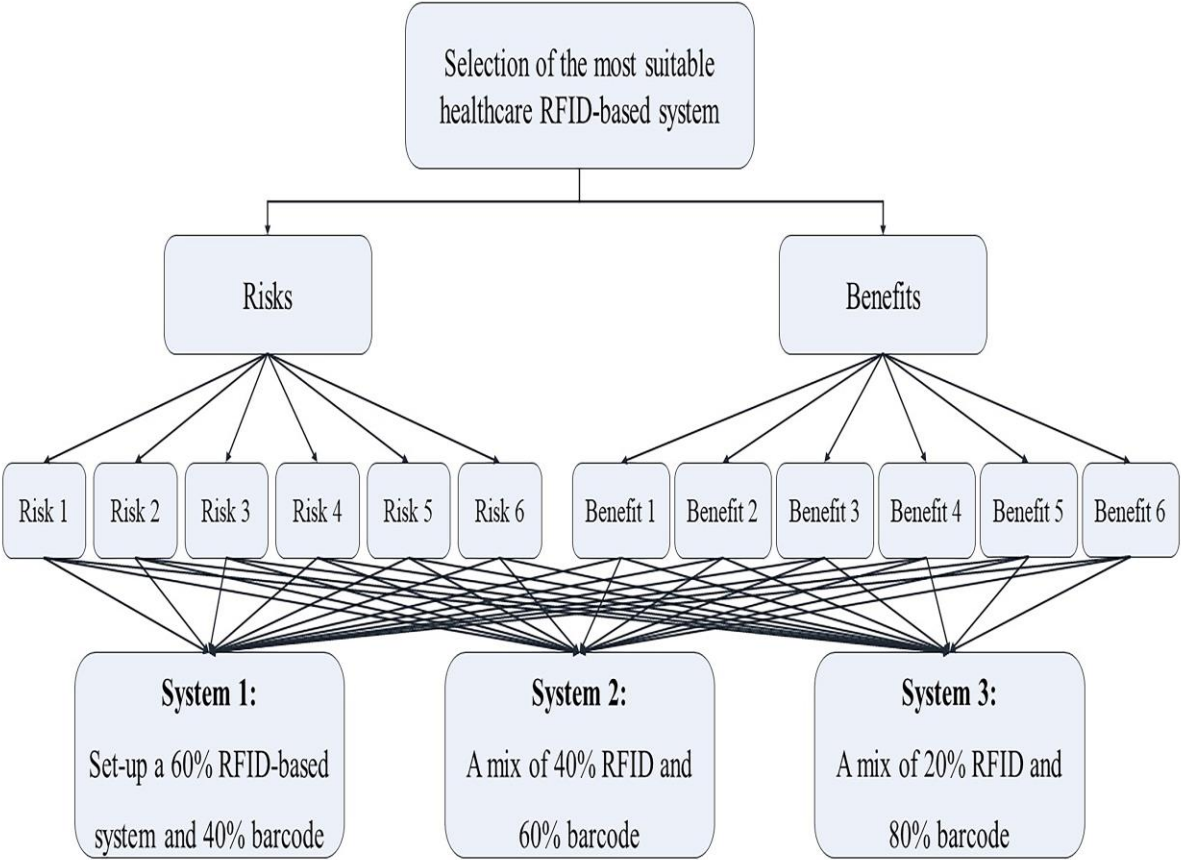 Selection of the most suitable
healthcare RFID-based system
Risks
Benefits
Risk 1
Risk 2
Risk 3
Risk 4
Risk 5
Risk 6
Benefit 1
Benefit 2
Benefit 3
Benefit 4
Benefit 5
Benefit 6
System 1:
Set-up a 60% RFID-based
system and 40% barcode
System 2:
A mix of 40% RFID and
60% barcode
System 3:
A mix of 20% RFID and
80% barcode